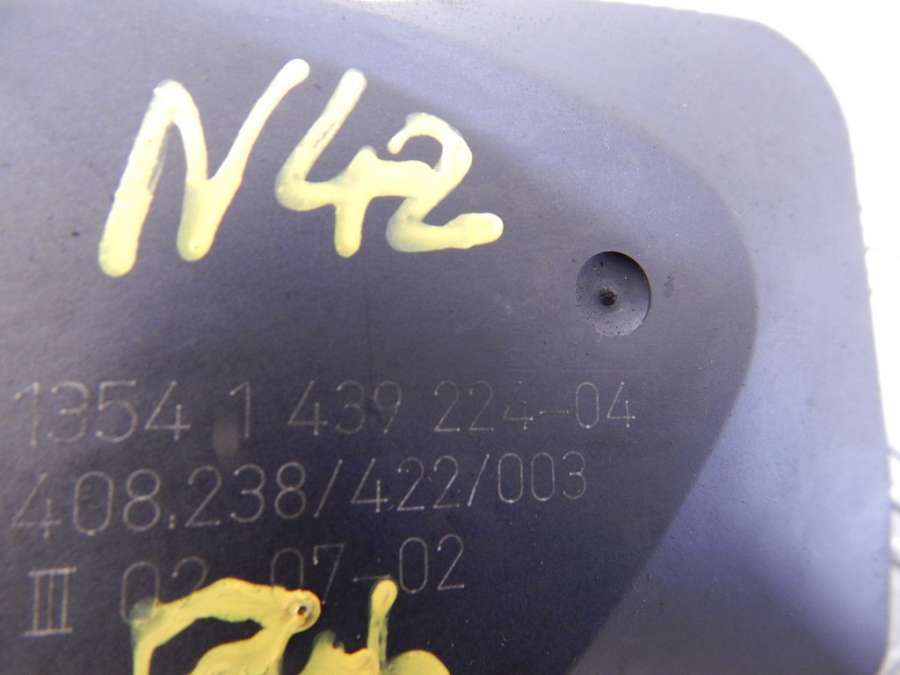 N42
1354 1 439 224-04
408.238/422/003
III 02-07-02